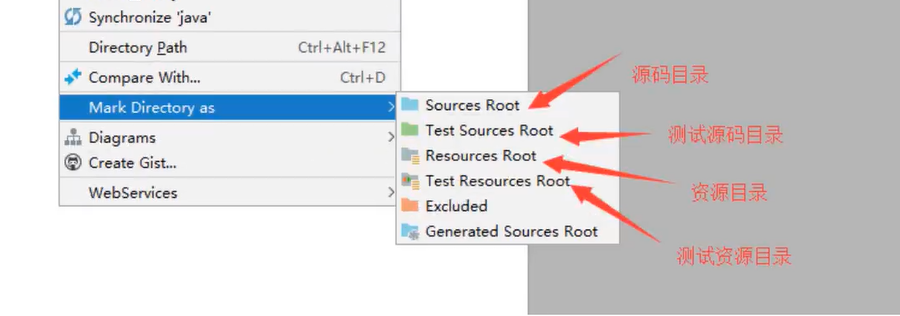 Synchronize 'java'
Directory Path Ctrl+Alt+F12
Compare With... Ctrl+D
Mark Directory as
Diagrams
Create Gist...
WebServices
Sources Root
Test Sources Root
Resources Root
Test Resources Root
Excluded
Generated Sources Root
源码目录
测试源码目录
资源目录
测试资源目录